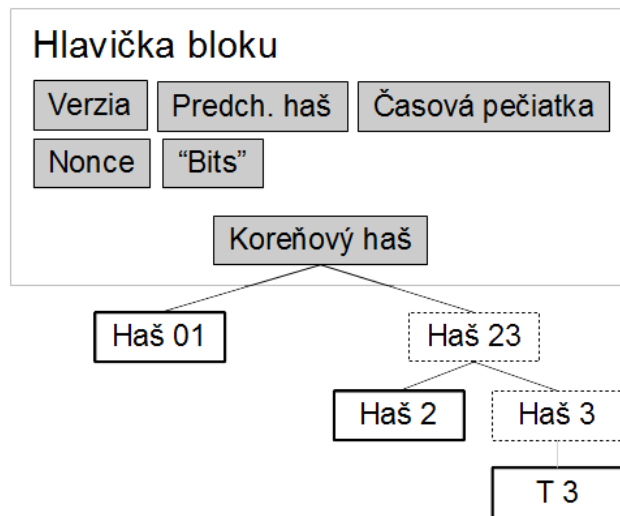 Hlavička bloku
Verzia Predch. haš Časová pečiatka
Nonce “Bits”
Koreňový haš
Haš 01 Haš 23
Haš 2 Haš 3
T 3